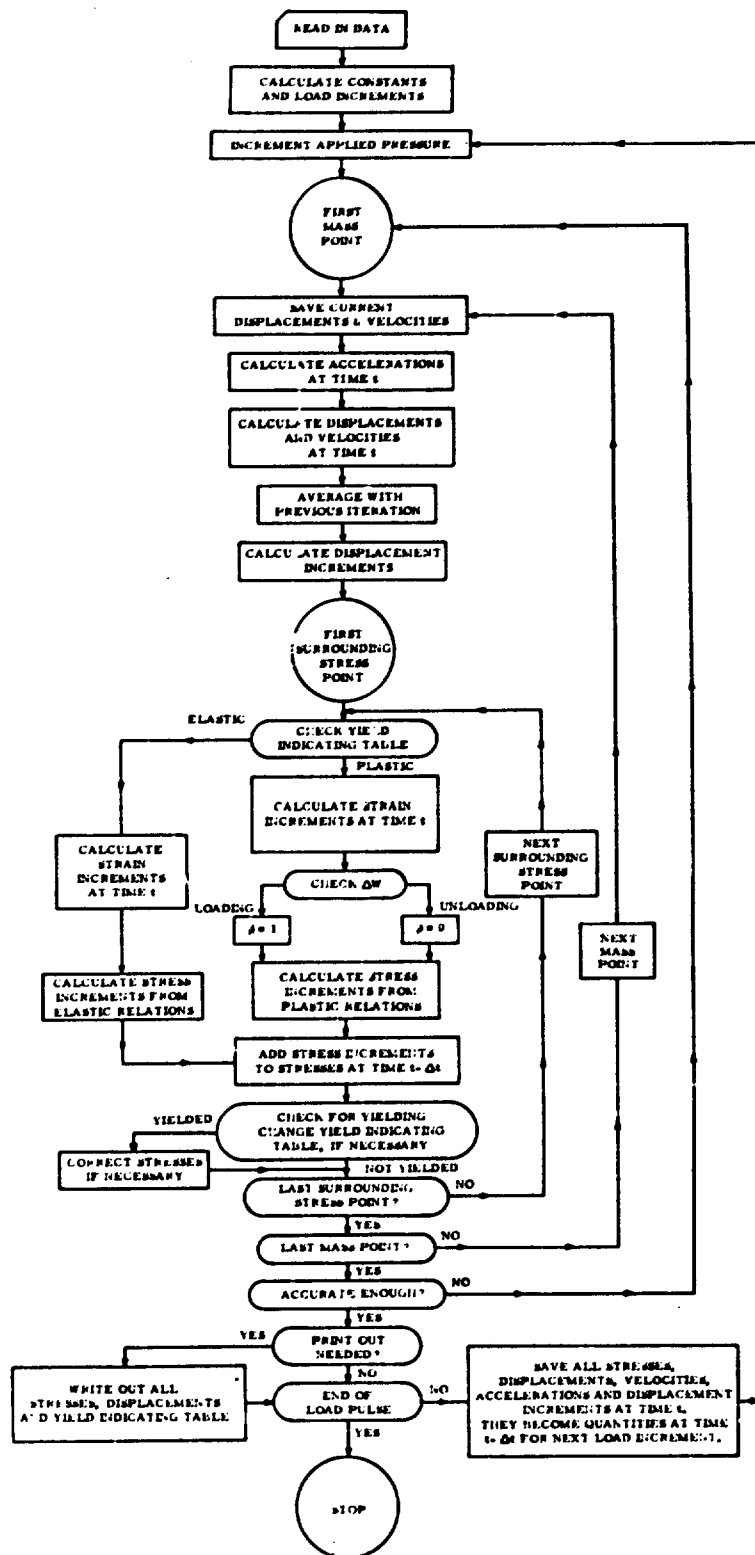 READ IN DATA
CALCULATE CONSTANTS
AND LOAD INCREMENTS
INCREMENT APPLIED PRESSURE
FIRST
MASS
POINT
SAVE CURRENT
DISPLACEMENTS & VELOCITIES
CALCULATE ACCELERATIONS
AT TIME t
CALCULATE DISPLACEMENTS
AND VELOCITIES
AT TIME t
AVERAGE WITH
PREVIOUS ITERATION
CALCULATE DISPLACEMENT
INCREMENTS
FIRST
SURROUNDING
STRESS
POINT
ELASTIC
CHECK YIELD
INDICATING TABLE
PLASTIC
CALCULATE STRAIN
INCREMENTS AT TIME t
CALCULATE
STRAIN
INCREMENTS
AT TIME t
NEXT
SURROUNDING
STRESS
POINT
CHECK ΔW
LOADING
UNLOADING
= 1
= 0
NEXT
MASS
POINT
CALCULATE STRESS
INCREMENTS FROM
ELASTIC RELATIONS
CALCULATE STRESS
INCREMENTS FROM
PLASTIC RELATIONS
ADD STRESS INCREMENTS
TO STRESSES AT TIME t- Δt
YIELDED
CHECK FOR YIELDING
CHANGE YIELD INDICATING
TABLE, IF NECESSARY
CORRECT STRESSES
IF NECESSARY
NOT YIELDED
LAST SURROUNDING
STRESS POINT?
NO
YES
LAST MASS POINT?
NO
YES
ACCURATE ENOUGH?
NO
YES
YES
PRINT OUT
NEEDED?
NO
WRITE OUT ALL
STRESSES, DISPLACEMENTS
AND YIELD INDICATING TABLE
END OF
LOAD PULSE
NO
YES
SAVE ALL STRESSES,
DISPLACEMENTS, VELOCITIES,
ACCELERATIONS AND DISPLACEMENT
INCREMENTS AT TIME t.
THEY BECOME QUANTITIES AT TIME
t- Δt FOR NEXT LOAD INCREMENT.
STOP